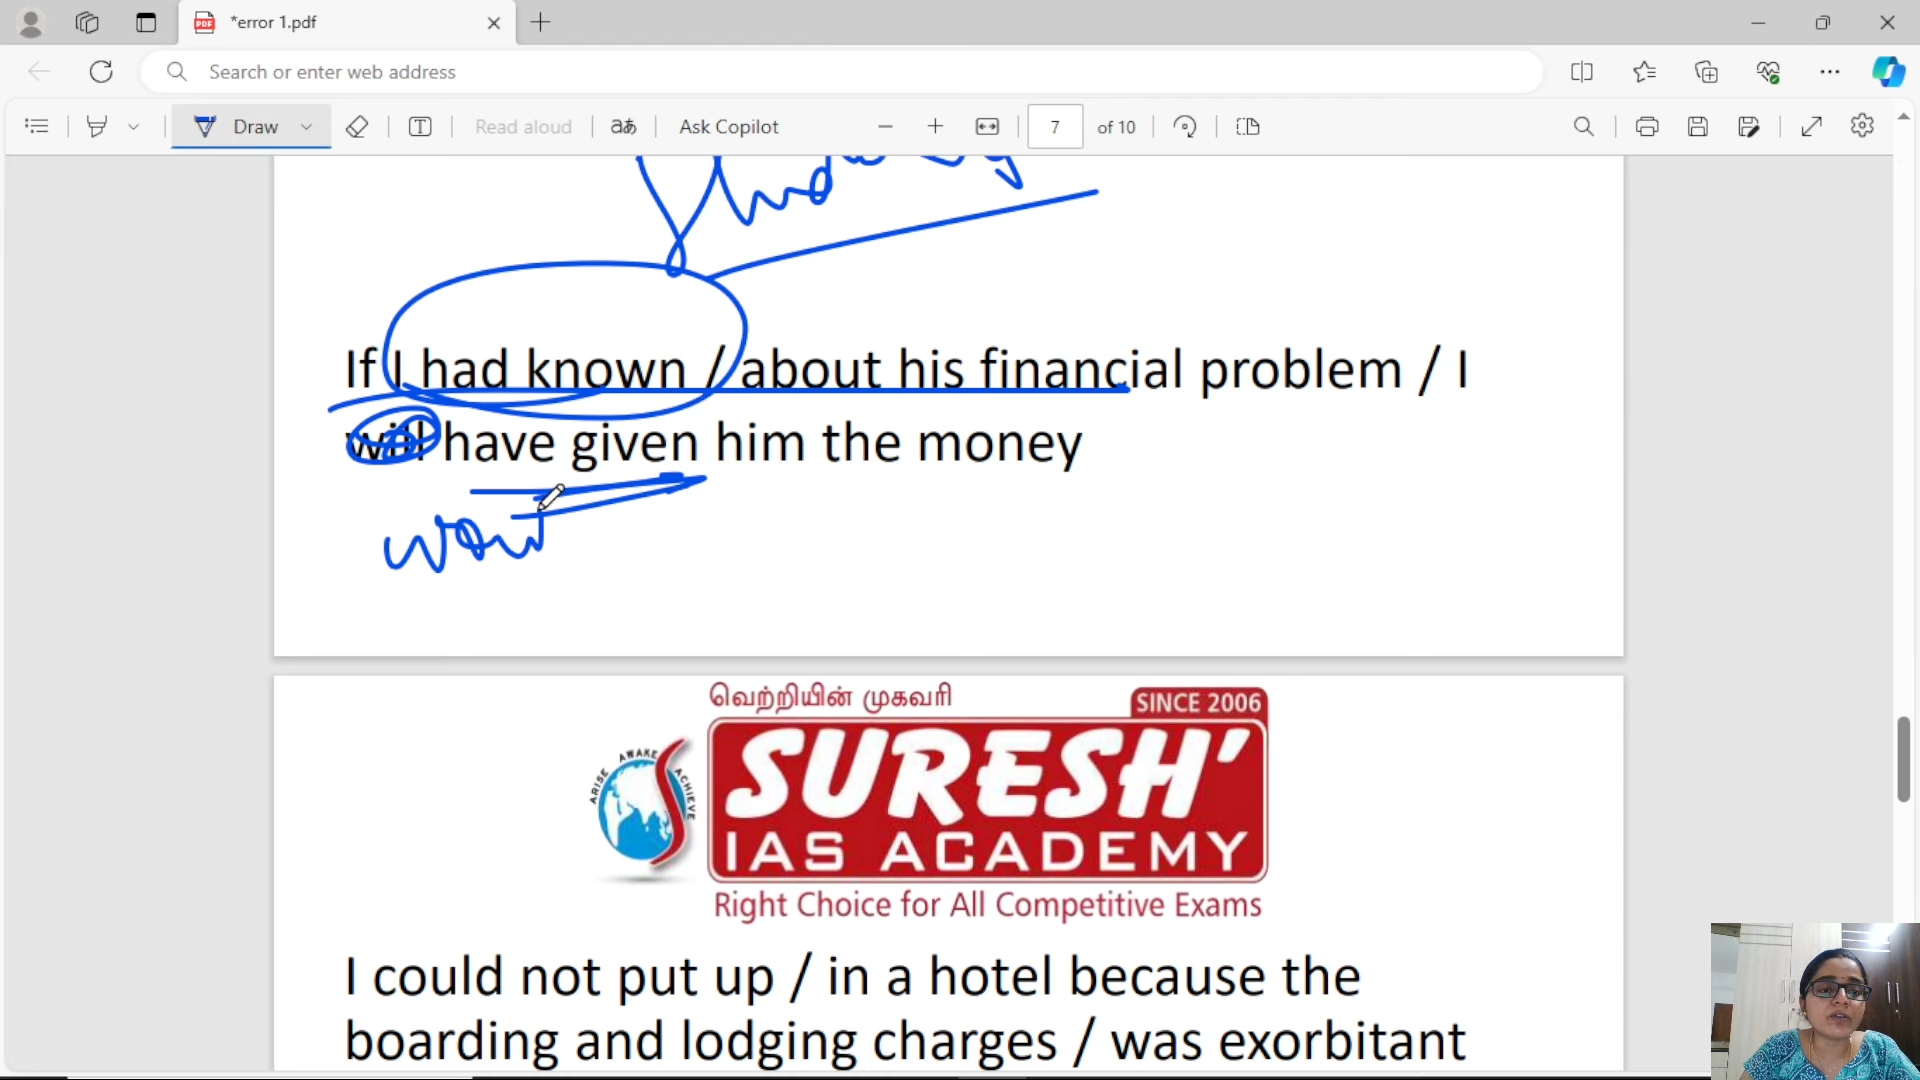 *error 1.pdf
Search or enter web address
Draw
Read aloud
aあ
Ask Copilot
7
of 10
If I had known / about his financial problem / I
will have given him the money
வெற்றியின் முகவரி
SINCE 2006
ARISE AWAKE ACHIEVE
SURESH'
IAS ACADEMY
Right Choice for All Competitive Exams
I could not put up / in a hotel because the
boarding and lodging charges / was exorbitant